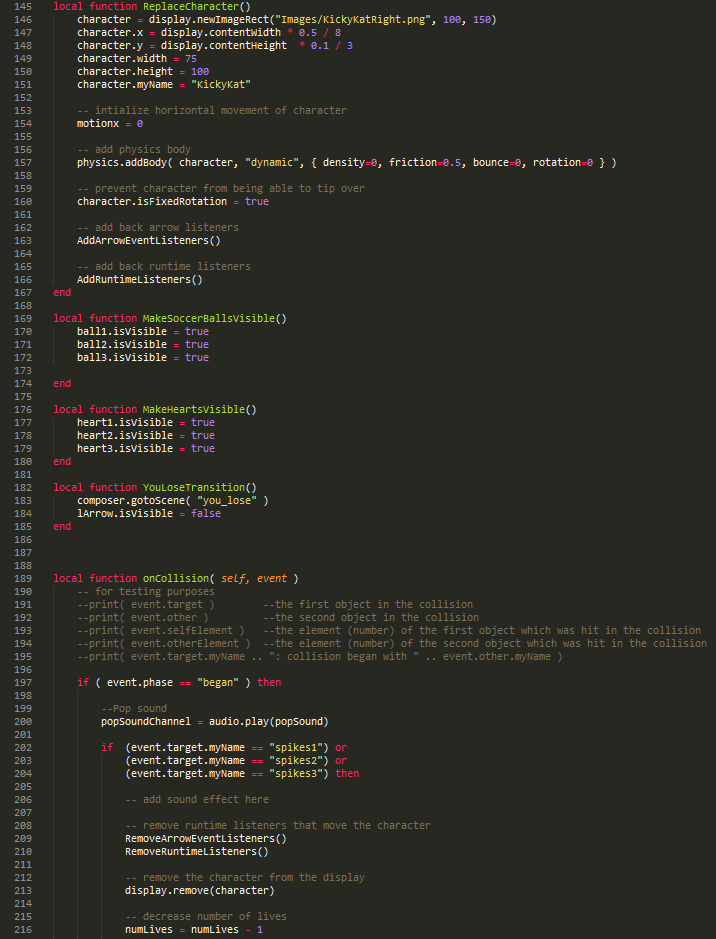 145 local function ReplaceCharacter()
146     character = display.newImageRect("Images/KickyKatRight.png", 100, 150)
147     character.x = display.contentWidth * 0.5 / 8
148     character.y = display.contentHeight  * 0.1 / 3
149     character.width = 75
150     character.height = 100
151     character.myName = "KickyKat"
152
153     -- intialize horizontal movement of character
154     motionx = 0
155
156     -- add physics body
157     physics.addBody( character, "dynamic", { density=0, friction=0.5, bounce=0, rotation=0 } )
158
159     -- prevent character from being able to tip over
160     character.isFixedRotation = true
161
162     -- add back arrow listeners
163     AddArrowEventListeners()
164
165     -- add back runtime listeners
166     AddRuntimeListeners()
167 end
168
169 local function MakeSoccerBallsVisible()
170     ball1.isVisible = true
171     ball2.isVisible = true
172     ball3.isVisible = true
173
174 end
175
176 local function MakeHeartsVisible()
177     heart1.isVisible = true
178     heart2.isVisible = true
179     heart3.isVisible = true
180 end
181
182 local function YouLoseTransition()
183     composer.gotoScene( "you_lose" )
184     lArrow.isVisible = false
185 end
186
187
188
189 local function onCollision( self, event )
190     -- for testing purposes
191     --print( event.target )        --the first object in the collision
192     --print( event.other )         --the second object in the collision
193     --print( event.selfElement )   --the element (number) of the first object which was hit in the collision
194     --print( event.otherElement )  --the element (number) of the second object which was hit in the collision
195     --print( event.target.myName .. ": collision began with " .. event.other.myName )
196
197     if ( event.phase == "began" ) then
198
199         --Pop sound
200         popSoundChannel = audio.play(popSound)
201
202         if  (event.target.myName == "spikes1") or
203             (event.target.myName == "spikes2") or
204             (event.target.myName == "spikes3") then
205
206             -- add sound effect here
207
208             -- remove runtime listeners that move the character
209             RemoveArrowEventListeners()
210             RemoveRuntimeListeners()
211
212             -- remove the character from the display
213             display.remove(character)
214
215             -- decrease number of lives
216             numLives = numLives - 1